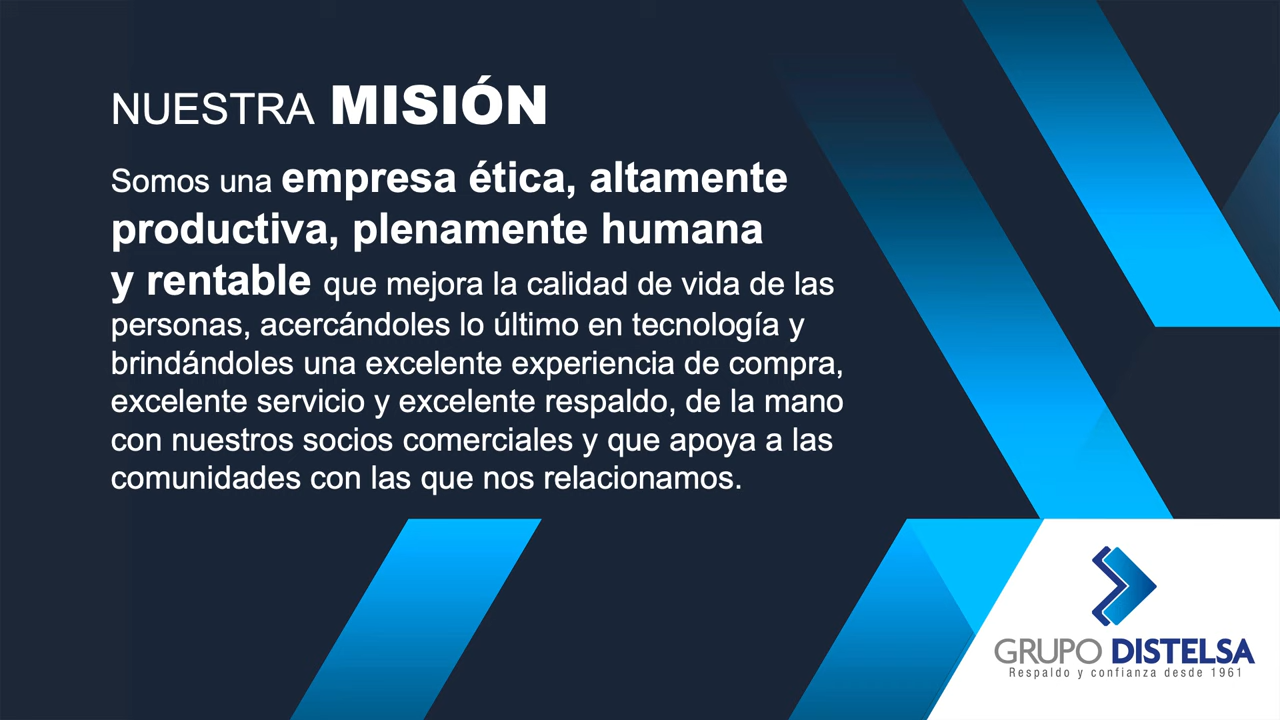 NUESTRA MISIÓN
Somos una empresa ética, altamente
productiva, plenamente humana
y rentable que mejora la calidad de vida de las
personas, acercándoles lo último en tecnología y
brindándoles una excelente experiencia de compra,
excelente servicio y excelente respaldo, de la mano
con nuestros socios comerciales y que apoya a las
comunidades con las que nos relacionamos.
GRUPO DISTELSA
Respaldo y confianza desde 1961